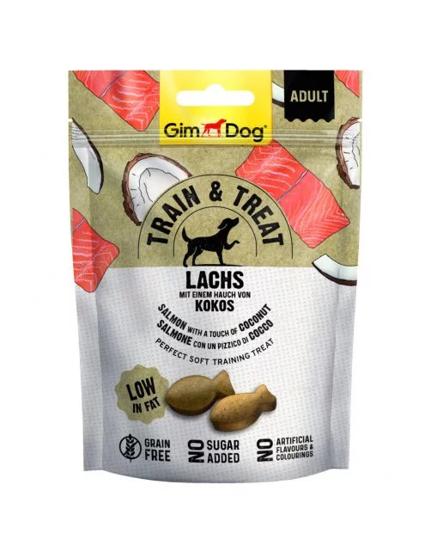 ADULT
GimDog
TRAIN & TREAT
LACHS
MIT EINEM HAUCH VON
KOKOS
SALMON WITH A TOUCH OF COCONUT
SALMONE CON UN PIZZICO DI COCCO
PERFECT SOFT TRAINING TREAT
LOW
IN FAT
GRAIN
FREE
NO SUGAR
ADDED
NO ARTIFICIAL
FLAVOURS &
COLOURINGS